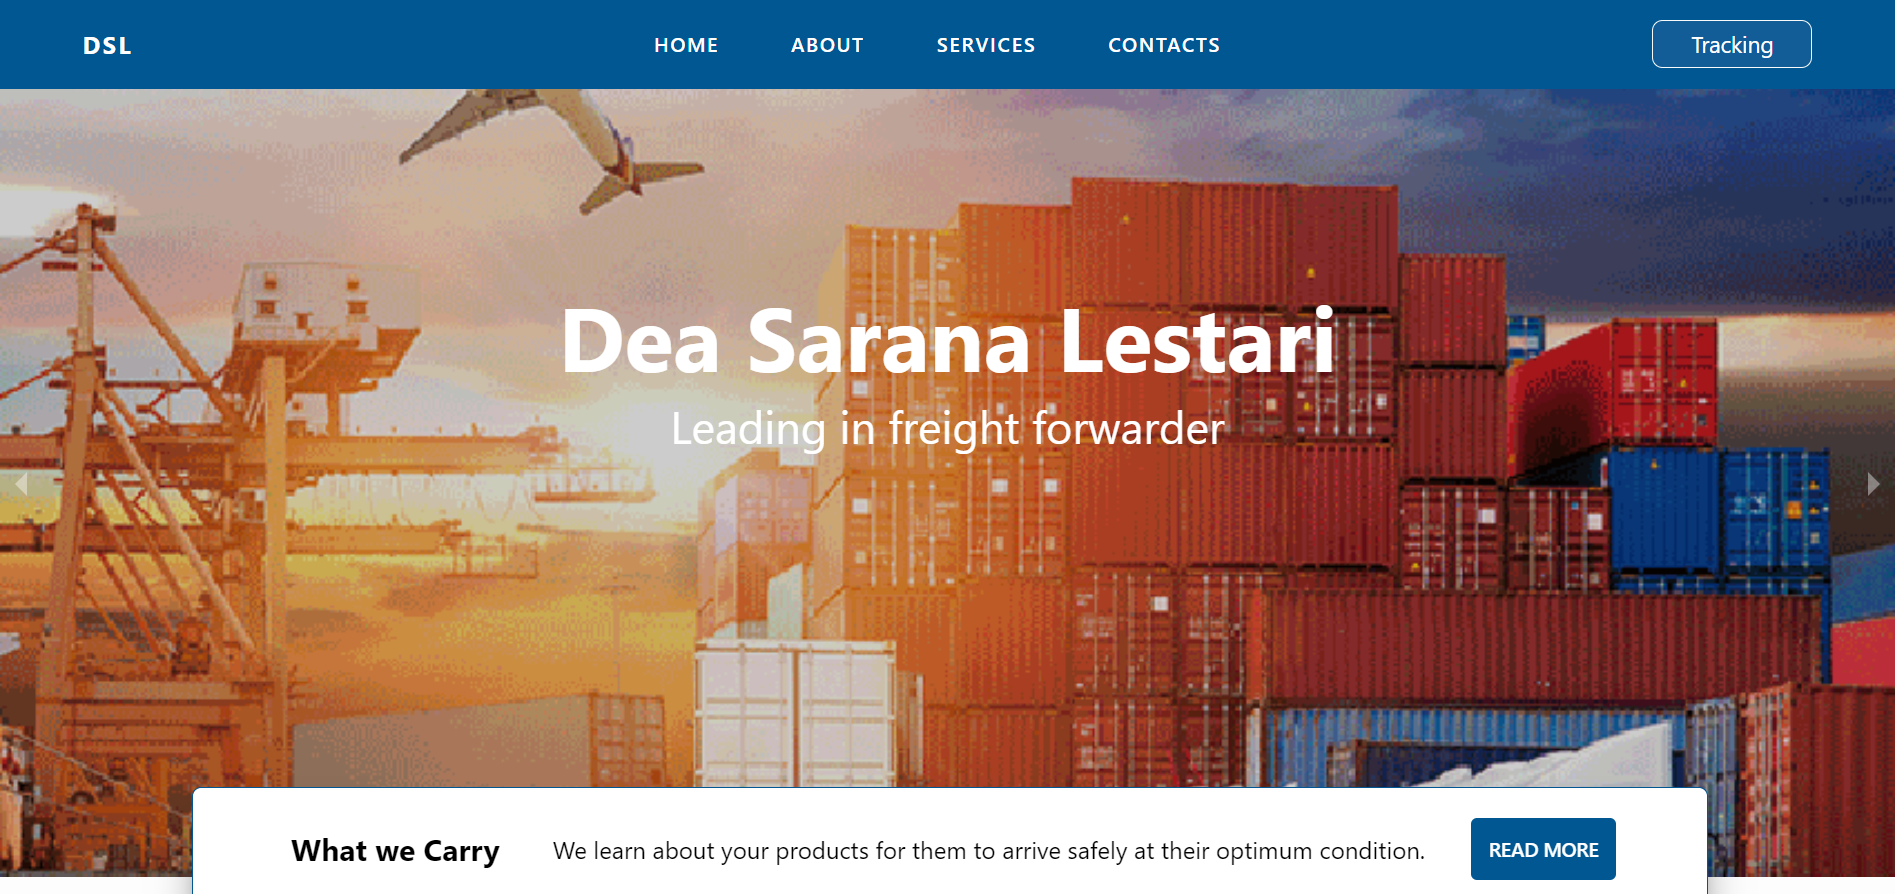 DSL
HOME
ABOUT
SERVICES
CONTACTS
Tracking
Dea Sarana Lestari
Leading in freight forwarder
What we Carry
We learn about your products for them to arrive safely at their optimum condition.
READ MORE